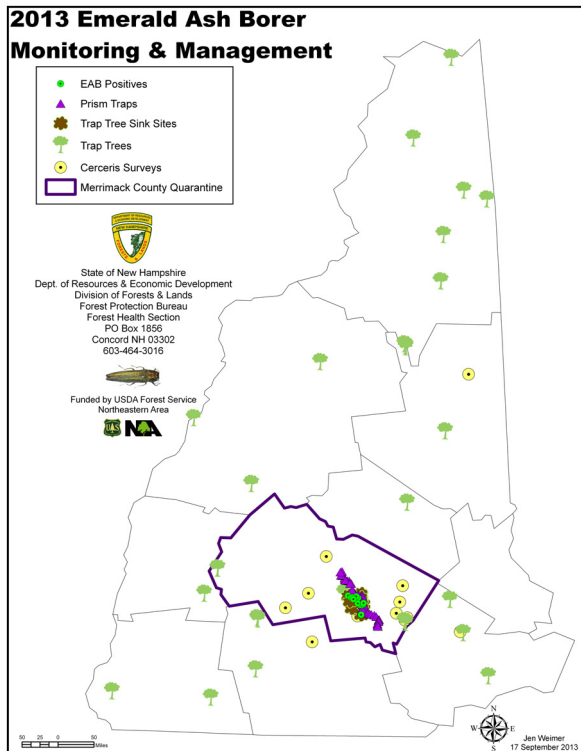 2013 Emerald Ash Borer
Monitoring & Management
EAB Positives
Prism Traps
Trap Tree Sink Sites
Trap Trees
Cerceris Surveys
Merrimack County Quarantine
NEW HAMPSHIRE
State of New Hampshire
Dept. of Resources & Economic Development
Division of Forests & Lands
Forest Protection Bureau
Forest Health Section
PO Box 1856
Concord NH 03302
603-464-3016
Funded by USDA Forest Service
Northeastern Area
U S
NA
N
W E
S
50 25 0 50
Miles
Jen Weimer
17 September 2013